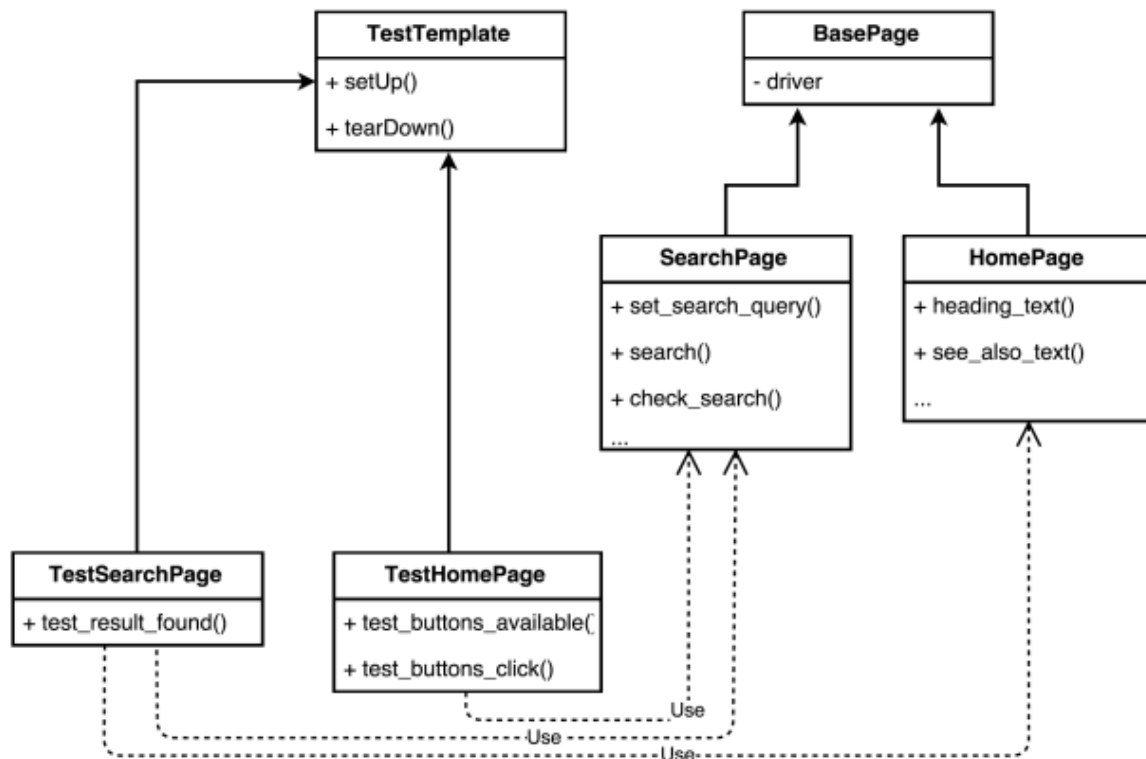 TestTemplate
+ setUp()
+ tearDown()
BasePage
- driver
SearchPage
+ set_search_query()
+ search()
+ check_search()
...
HomePage
+ heading_text()
+ see_also_text()
...
TestSearchPage
+ test_result_found()
TestHomePage
+ test_buttons_available(
+ test_buttons_click()
Use
Use
Use